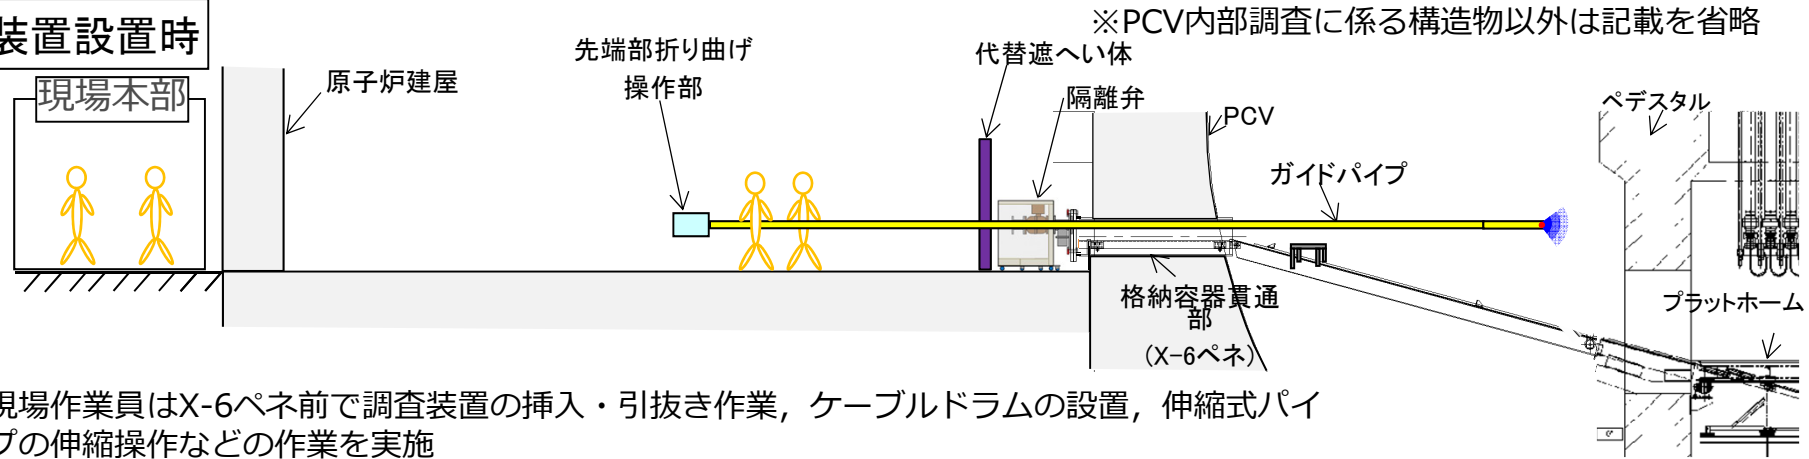 装置設置時
※PCV内部調査に係る構造物以外は記載を省略
現場本部
原子炉建屋
先端部折り曲げ
操作部
代替遮へい体
隔離弁
PCV
ガイドパイプ
ペデスタル
プラットホーム
格納容器貫通
部
(X-6ペネ)
現場作業員はX-6ペネ前で調査装置の挿入・引抜き作業，ケーブルドラムの設置，伸縮式パイ
プの伸縮操作などの作業を実施